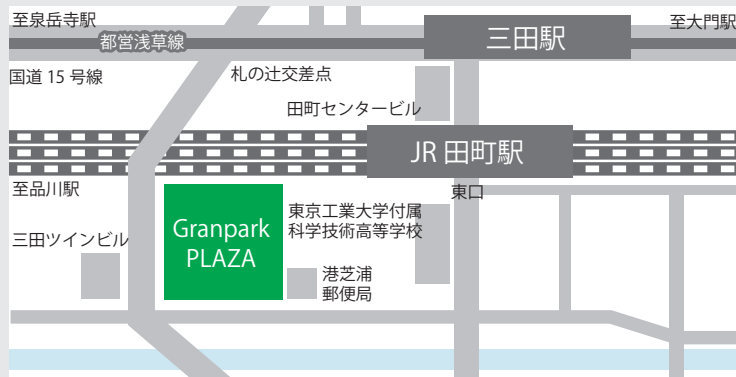 至泉岳寺駅
都営浅草線
三田駅
至大門駅
国道 15 号線
札の辻交差点
田町センタービル
JR 田町駅
至品川駅
東口
Granpark
PLAZA
東京工業大学付属
科学技術高等学校
三田ツインビル
港芝浦
郵便局